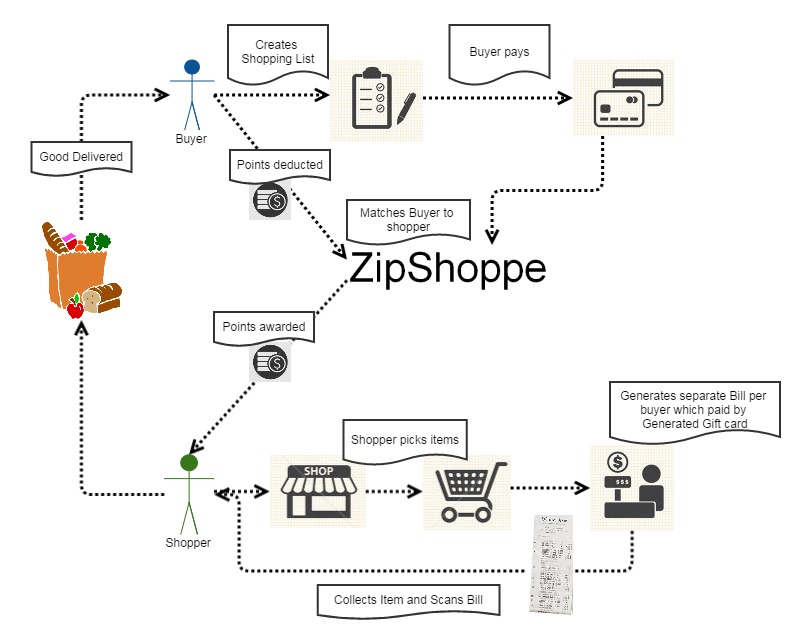 Creates
Shopping List
Buyer pays
Buyer
Good Delivered
Points deducted
Matches Buyer to
shopper
ZipShoppe
Points awarded
Generates separate Bill per
buyer which paid by
Generated Gift card
Shopper picks items
SHOP
$$$
Shopper
Collects Item and Scans Bill